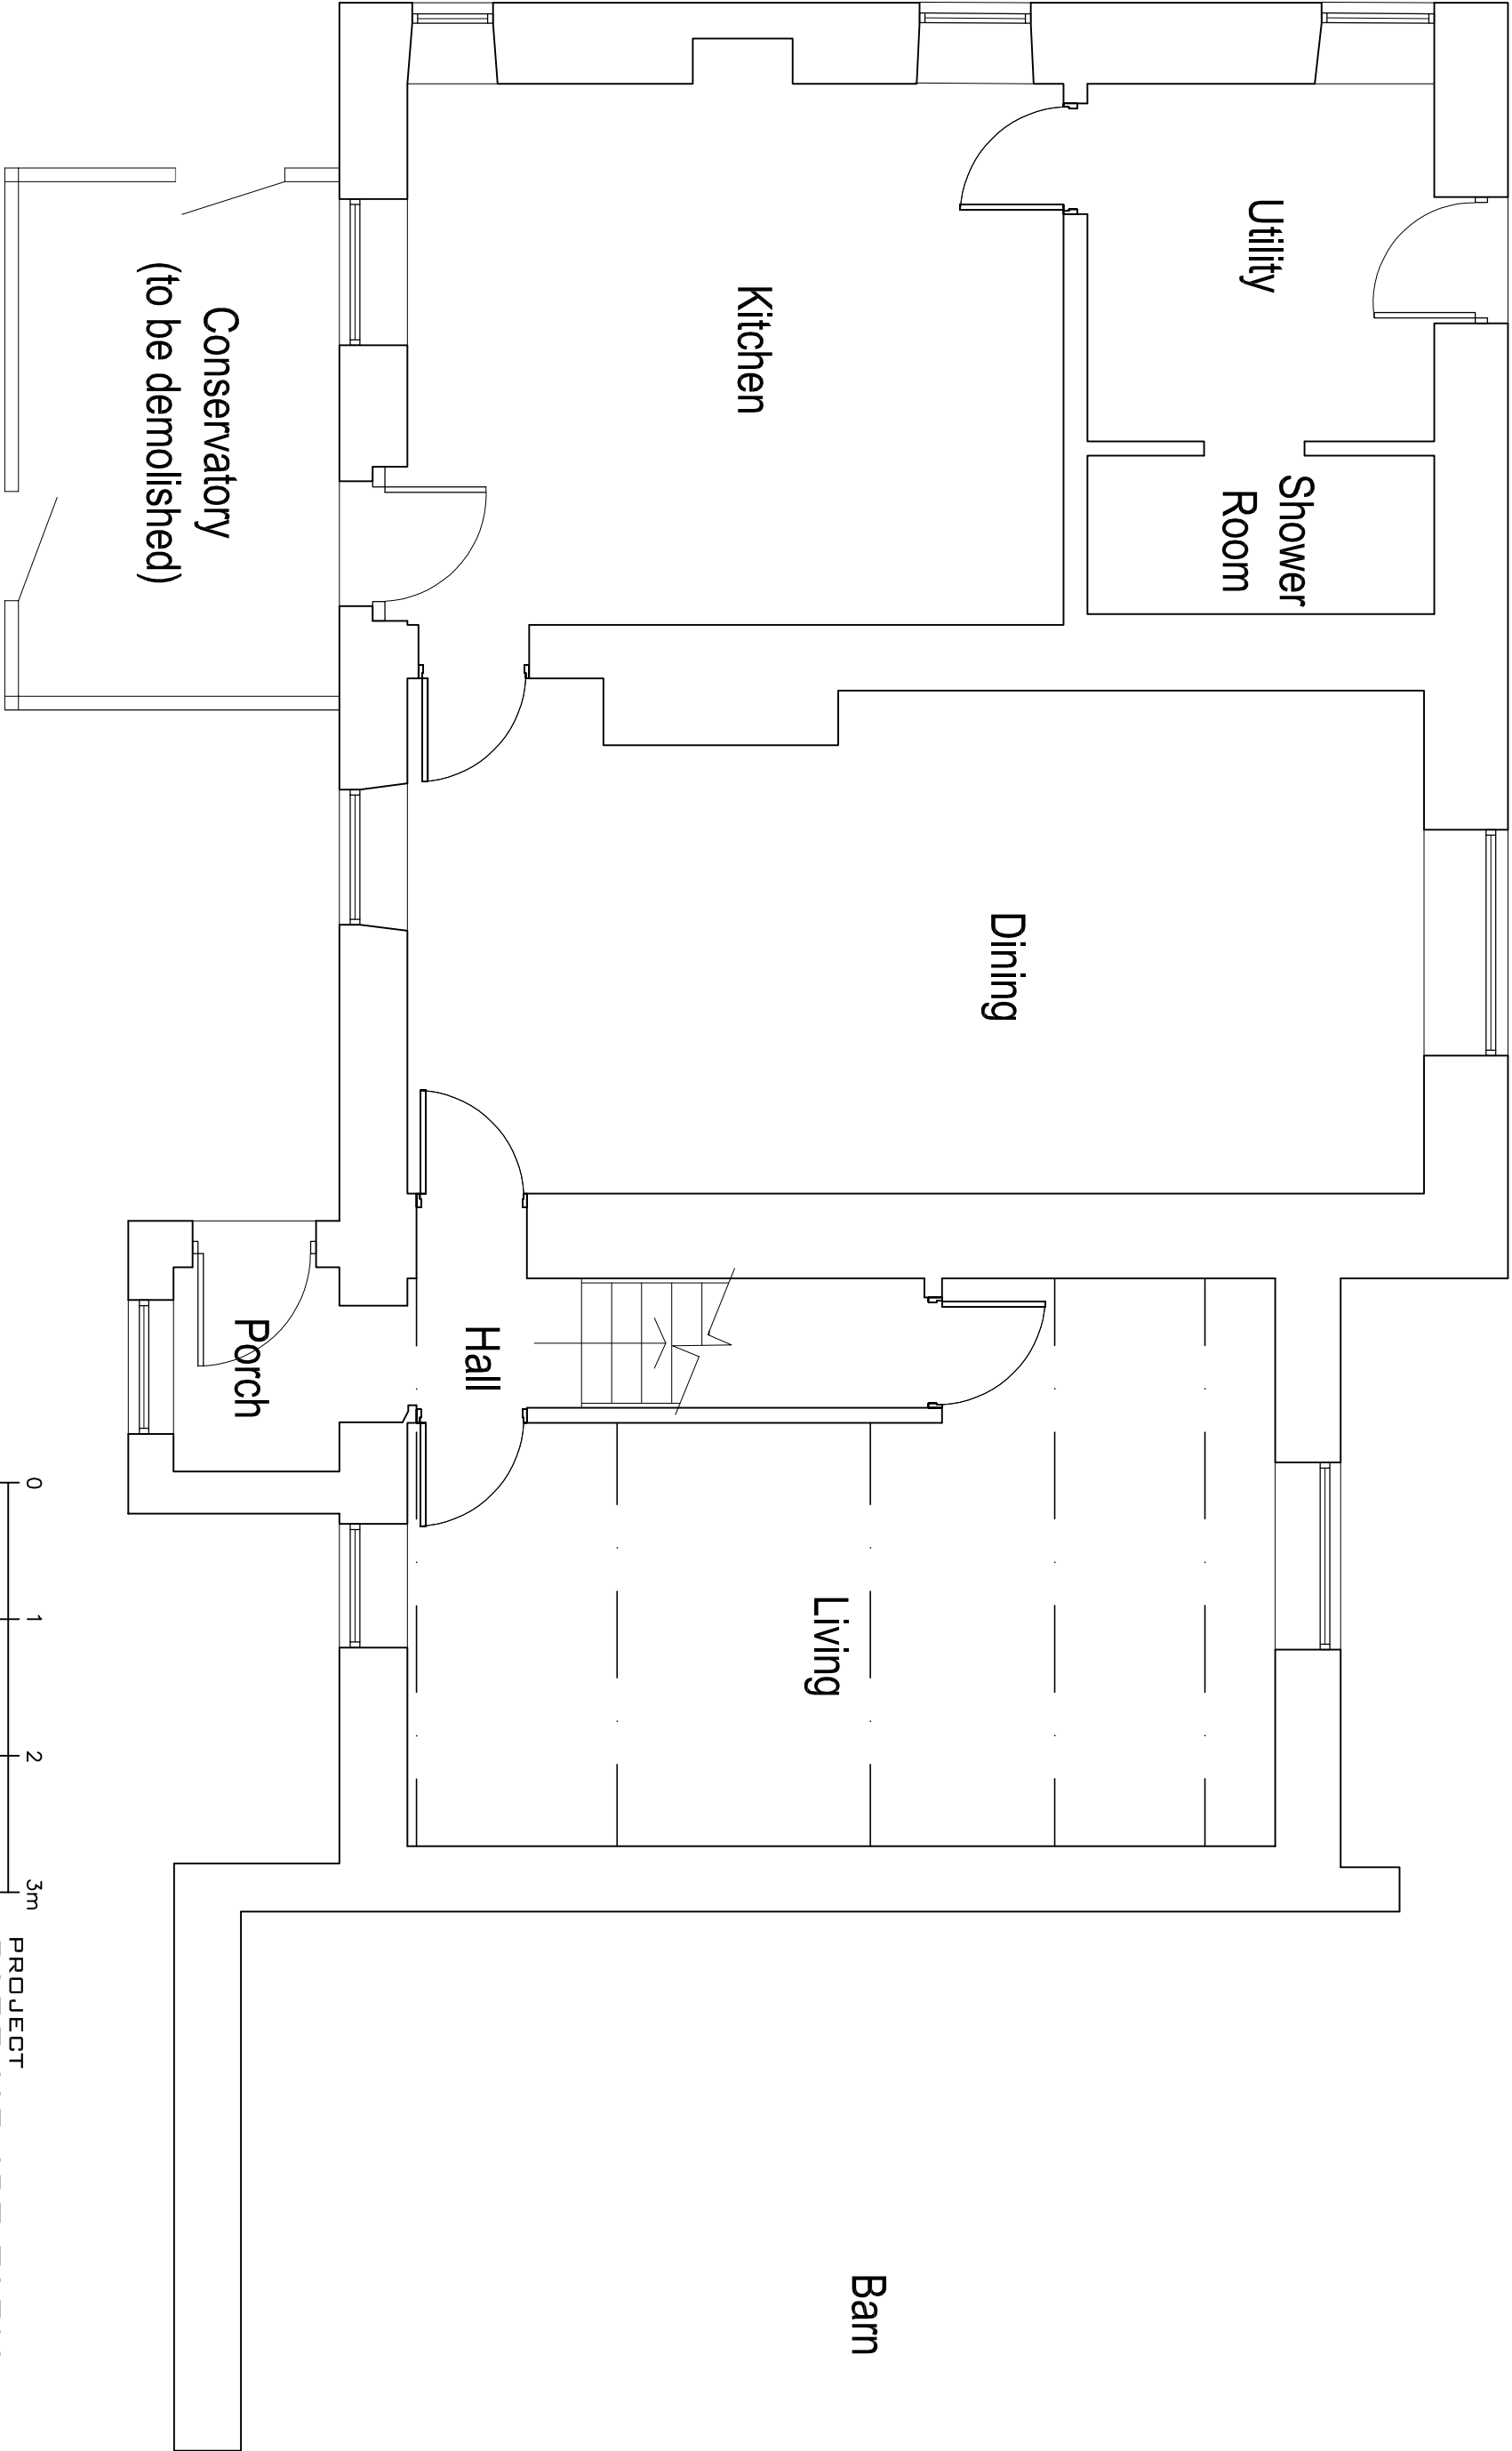 Utility
Shower
Room
Kitchen
Conservatory
(to be demolished)
Dining
Hall
Porch
Living
Barn
0 1 2 3m
PROJECT